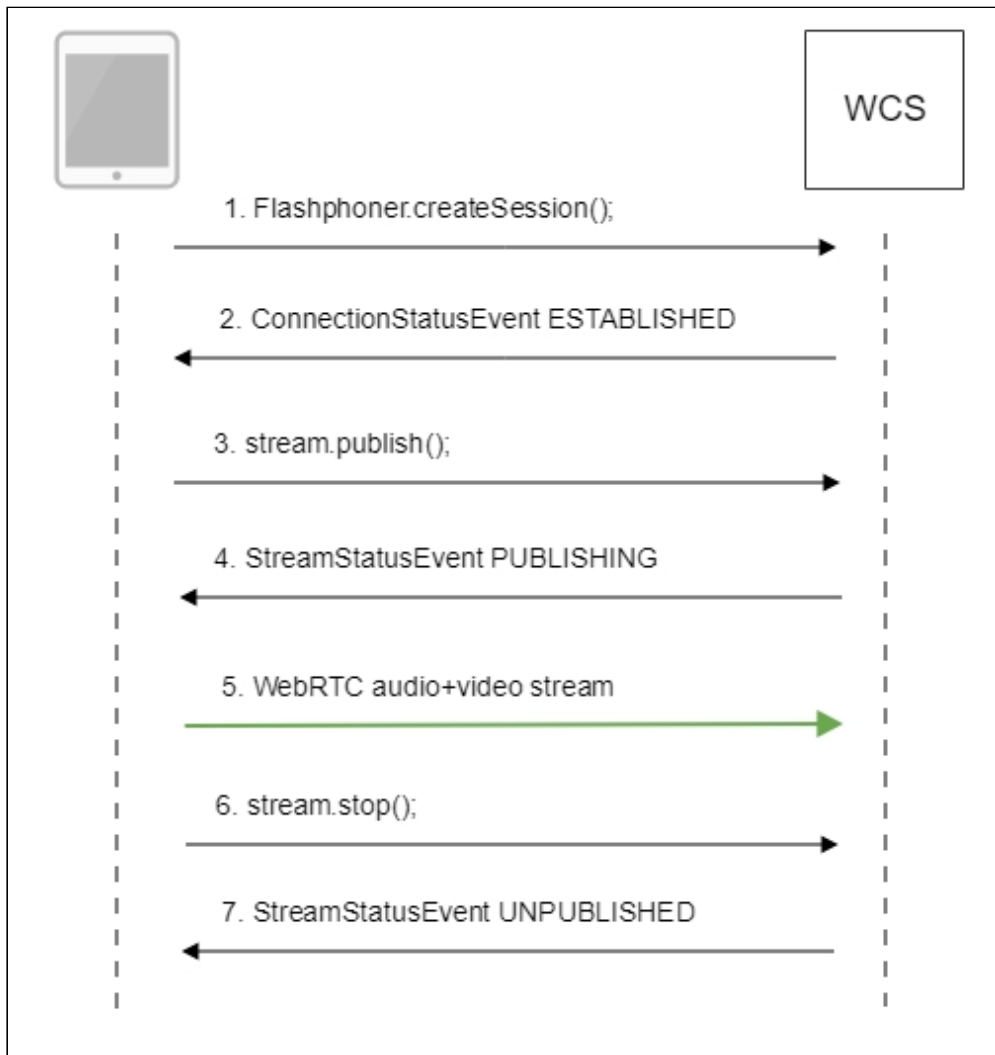 WCS
1. Flashphoner.createSession();
2. ConnectionStatusEvent ESTABLISHED
3. stream.publish();
4. StreamStatusEvent PUBLISHING
5. WebRTC audio+video stream
6. stream.stop();
7. StreamStatusEvent UNPUBLISHED